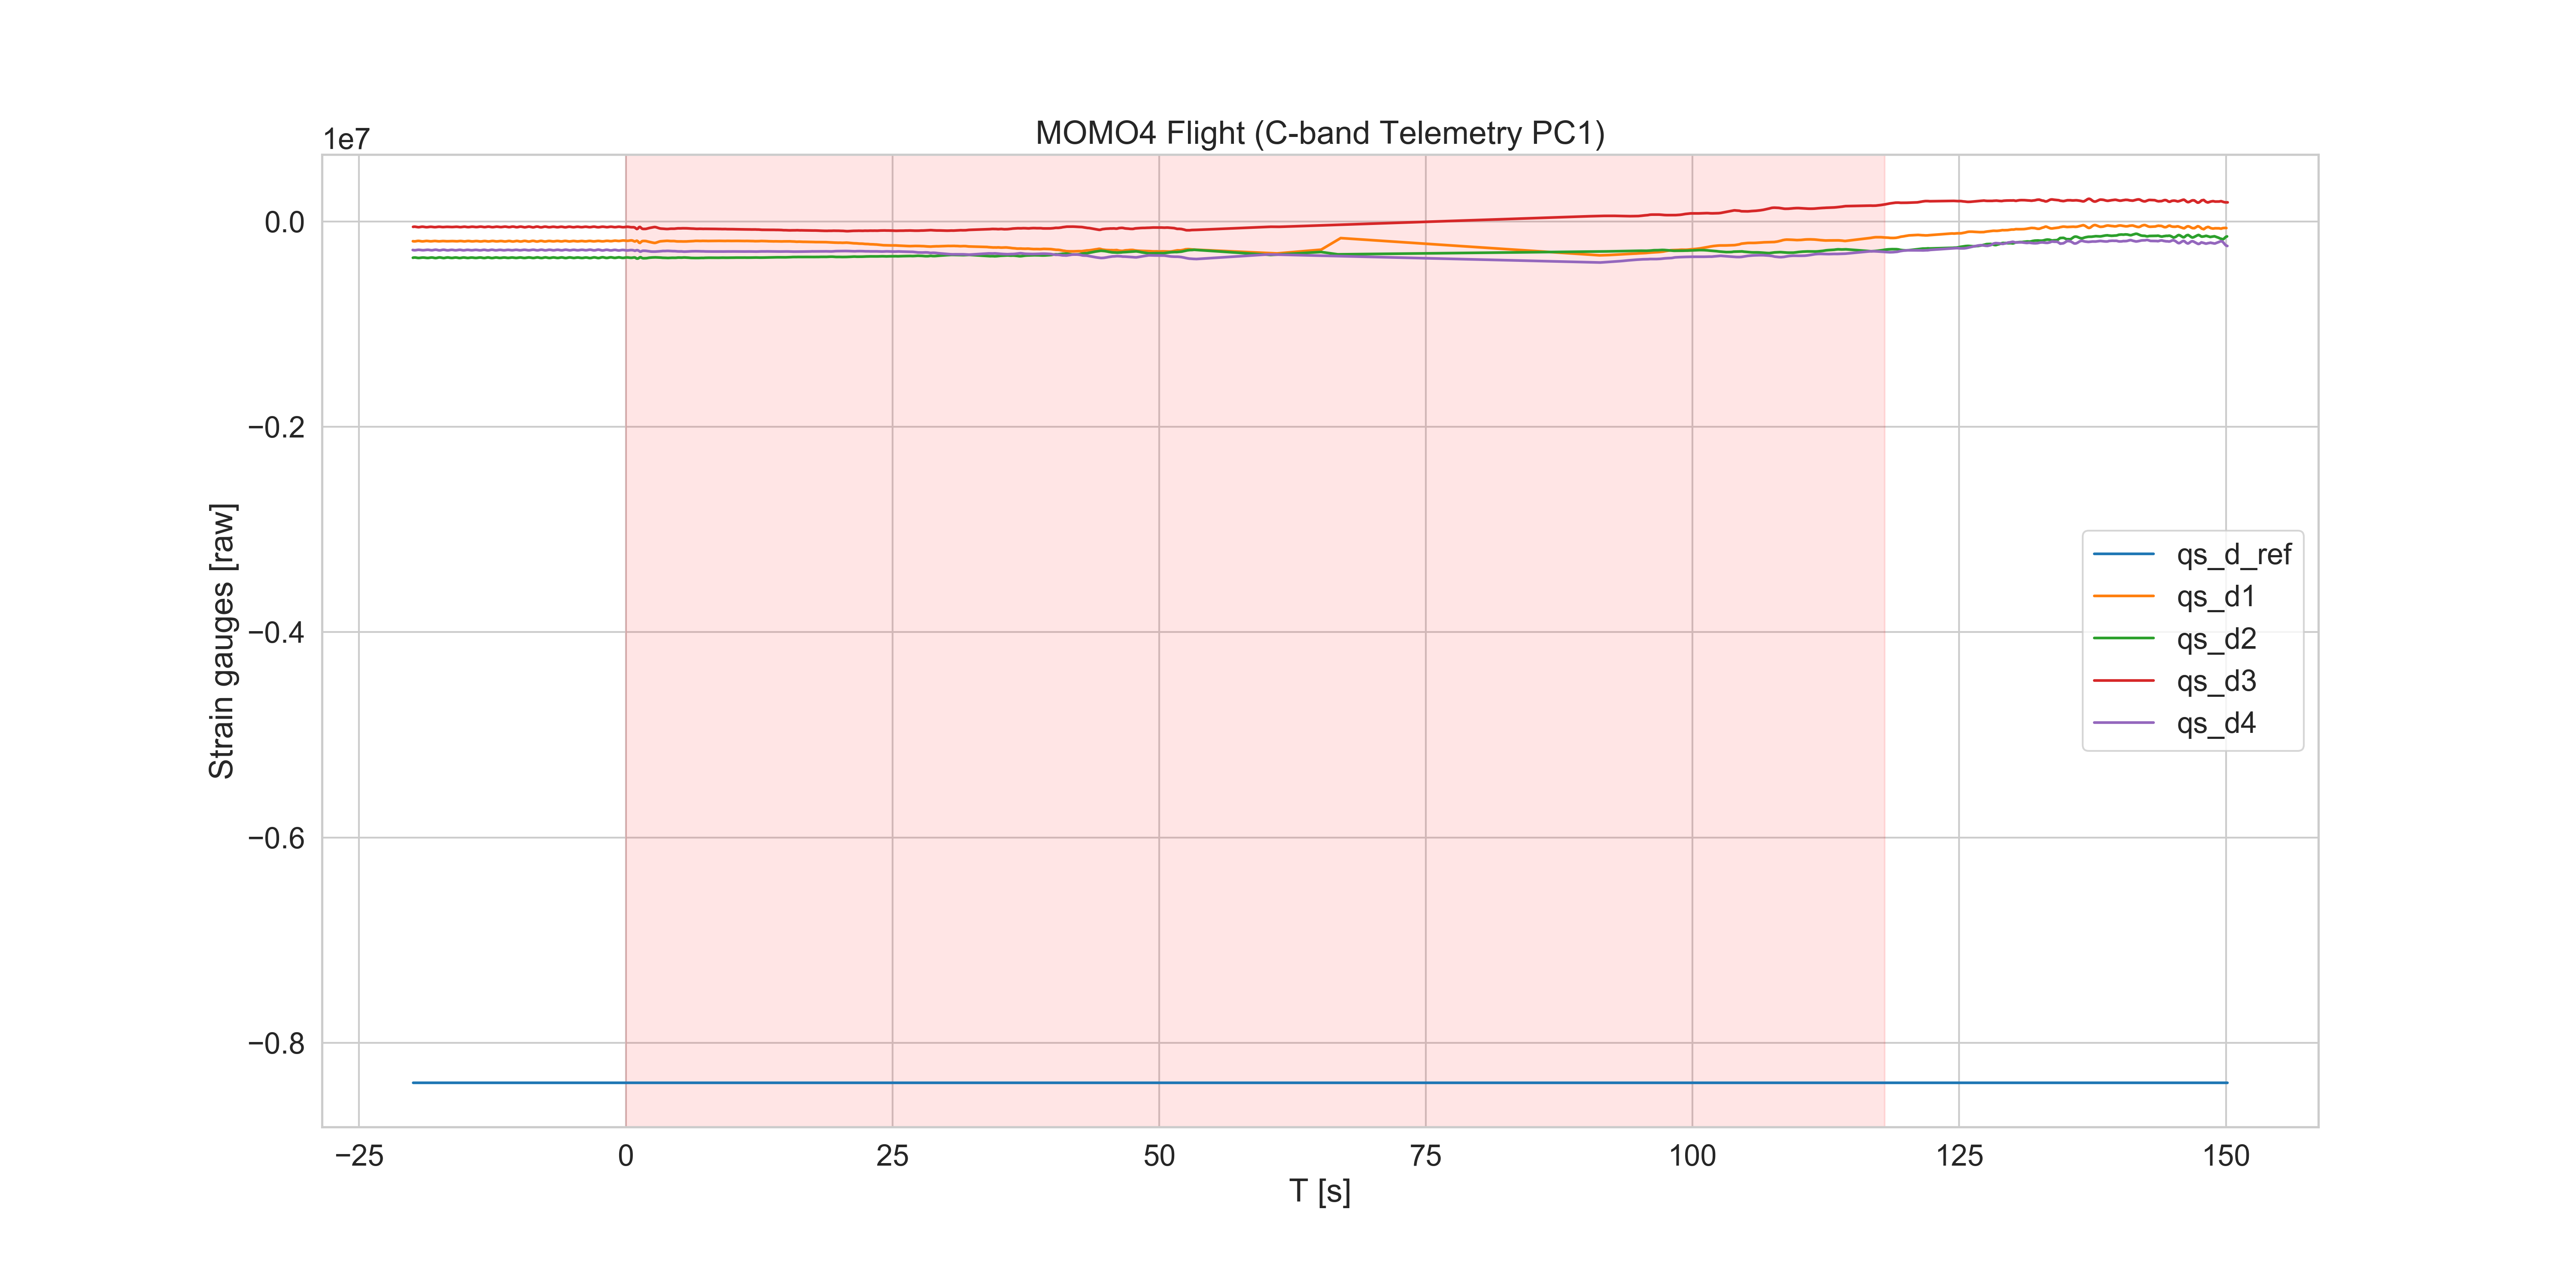 MOMO4 Flight (C-band Telemetry PC1)
1e7
0.0
−0.2
−0.4
−0.6
−0.8
Strain gauges [raw]
qs_d_ref
qs_d1
qs_d2
qs_d3
qs_d4
−25 0 25 50 75 100 125 150
T [s]